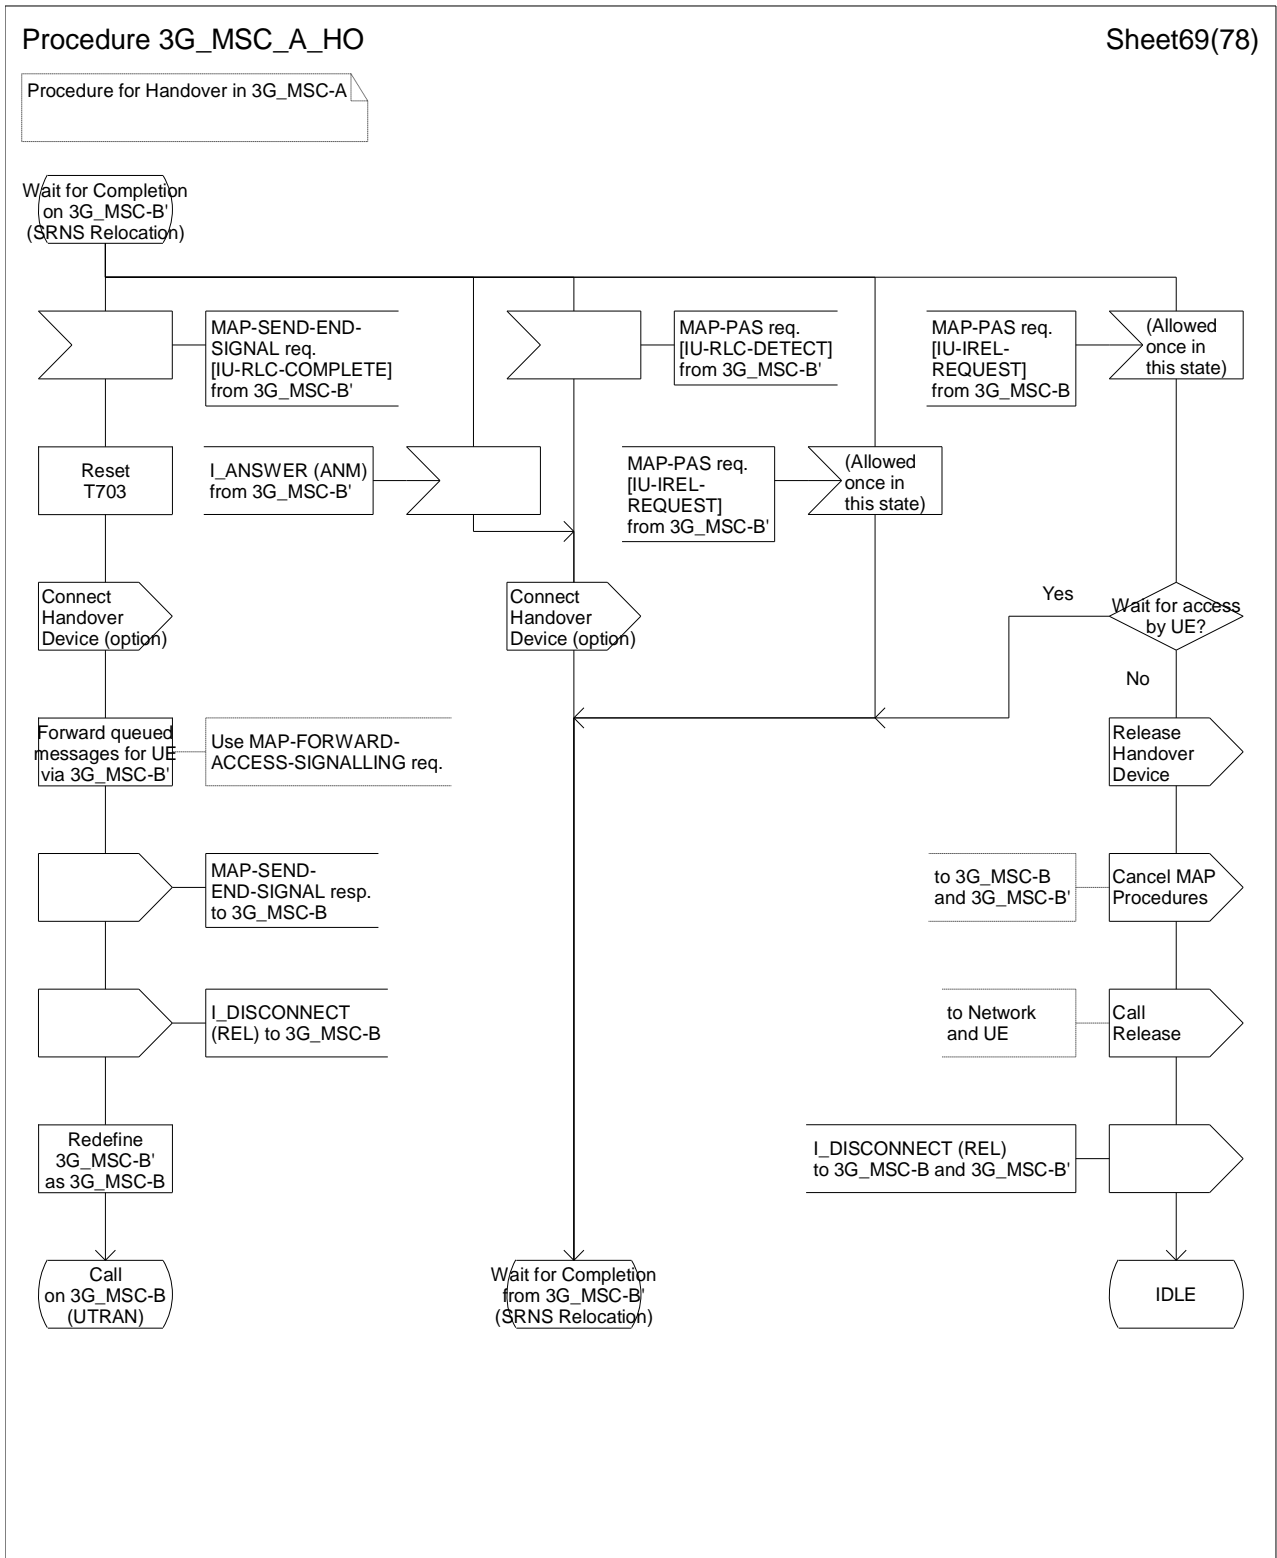 Procedure 3G_MSC_A_HO
Sheet69(78)
Procedure for Handover in 3G_MSC-A
Wait for Completion
on 3G_MSC-B'
(SRNS Relocation)
MAP-SEND-END-
SIGNAL req.
[IU-RLC-COMPLETE]
from 3G_MSC-B'
MAP-PAS req.
[IU-RLC-DETECT]
from 3G_MSC-B'
MAP-PAS req.
[IU-IREL-
REQUEST]
from 3G_MSC-B
(Allowed
once in
this state)
Reset
T703
I_ANSWER (ANM)
from 3G_MSC-B'
MAP-PAS req.
[IU-IREL-
REQUEST]
from 3G_MSC-B'
(Allowed
once in
this state)
Connect
Handover
Device (option)
Connect
Handover
Device (option)
Yes
Wait for access
by UE?
No
Forward queued
messages for UE
via 3G_MSC-B'
Use MAP-FORWARD-
ACCESS-SIGNALLING req.
Release
Handover
Device
MAP-SEND-
END-SIGNAL resp.
to 3G_MSC-B
to 3G_MSC-B
and 3G_MSC-B'
Cancel MAP
Procedures
I_DISCONNECT
(REL) to 3G_MSC-B
to Network
and UE
Call
Release
Redefine
3G_MSC-B'
as 3G_MSC-B
I_DISCONNECT (REL)
to 3G_MSC-B and 3G_MSC-B'
Call
on 3G_MSC-B
(UTRAN)
Wait for Completion
from 3G_MSC-B'
(SRNS Relocation)
IDLE